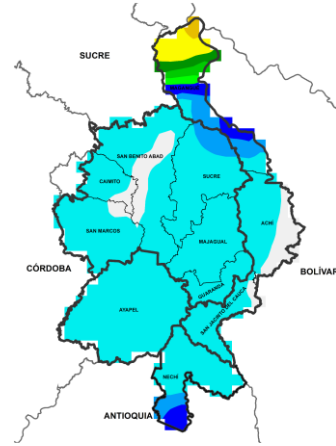 SUCRE
SAN BENITO ABAD
CAIMITO
SUCRE
SAN MARCOS
ACHÍ
MAJAGUAL
CÓRDOBA
BOLÍVAR
GUARANDA
AYAPEL
SAN JACINTO DEL CAUCA
NECHÍ
ANTIOQUIA